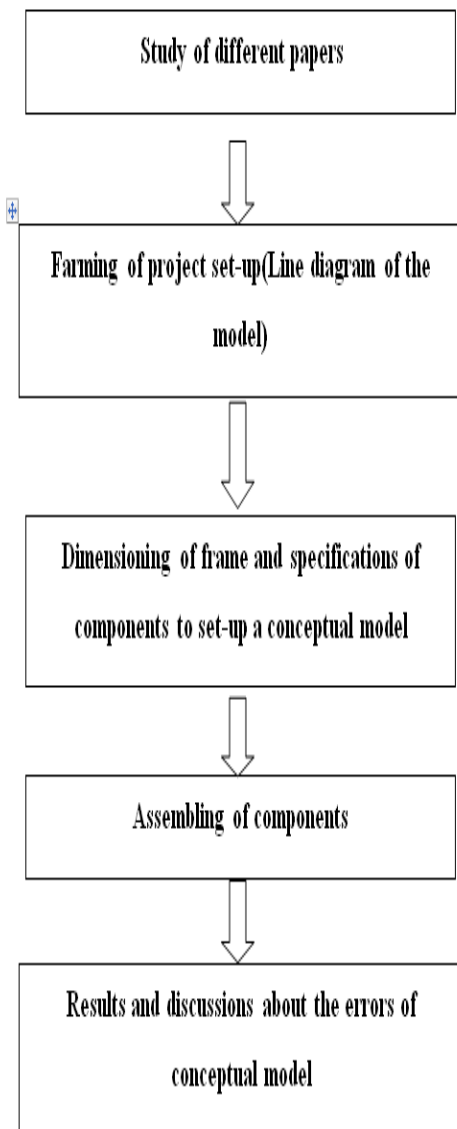 Study of different papers
Farming of project set-up(Line diagram of the
model)
Dimensioning of frame and specifications of
components to set-up a conceptual model
Assembling of components
Results and discussions about the errors of
conceptual model